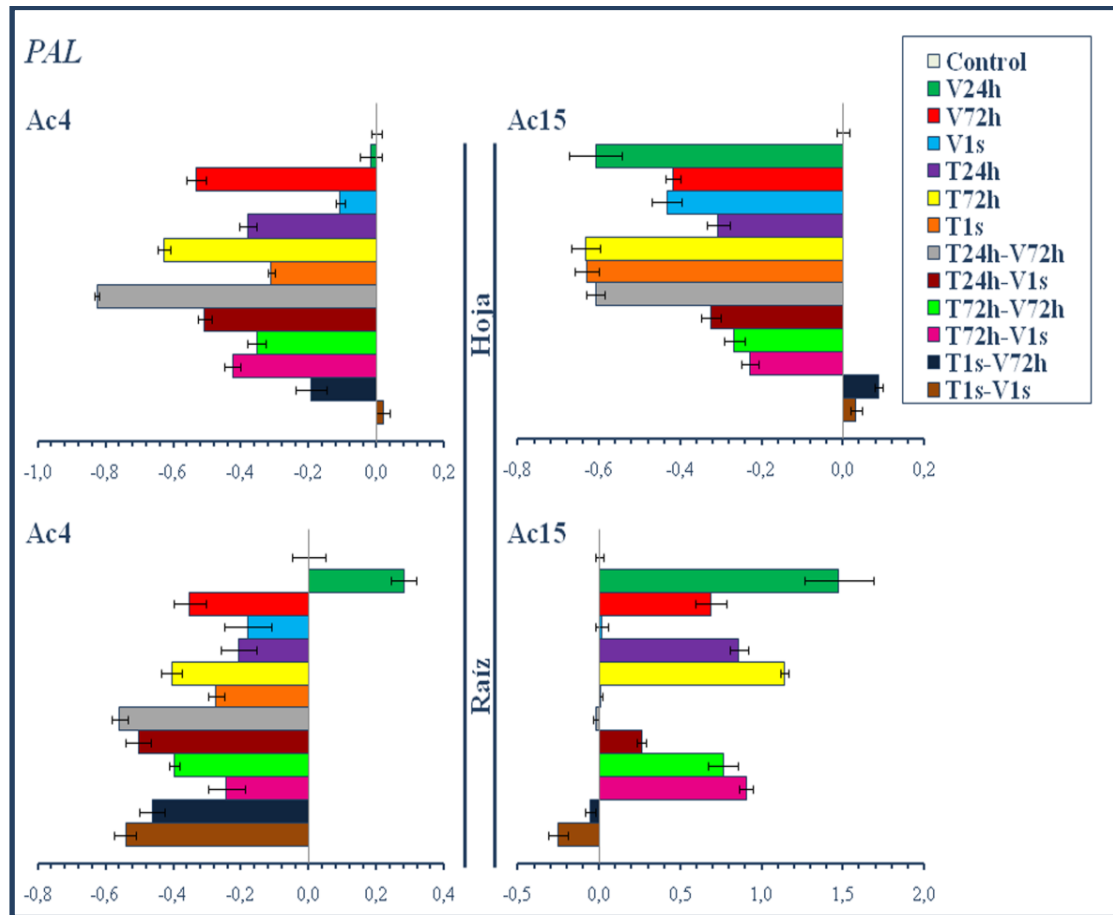 PAL
Ac4
Ac15
-1,0 -0,8 -0,6 -0,4 -0,2 0,0 0,2
-0,8 -0,6 -0,4 -0,2 0,0 0,2
Hoja
Control
V24h
V72h
V1s
T24h
T72h
T1s
T24h-V72h
T24h-V1s
T72h-V72h
T72h-V1s
T1s-V72h
T1s-V1s
Ac4
Ac15
-0,8 -0,6 -0,4 -0,2 0,0 0,2 0,4
-0,5 0,0 0,5 1,0 1,5 2,0
Raíz